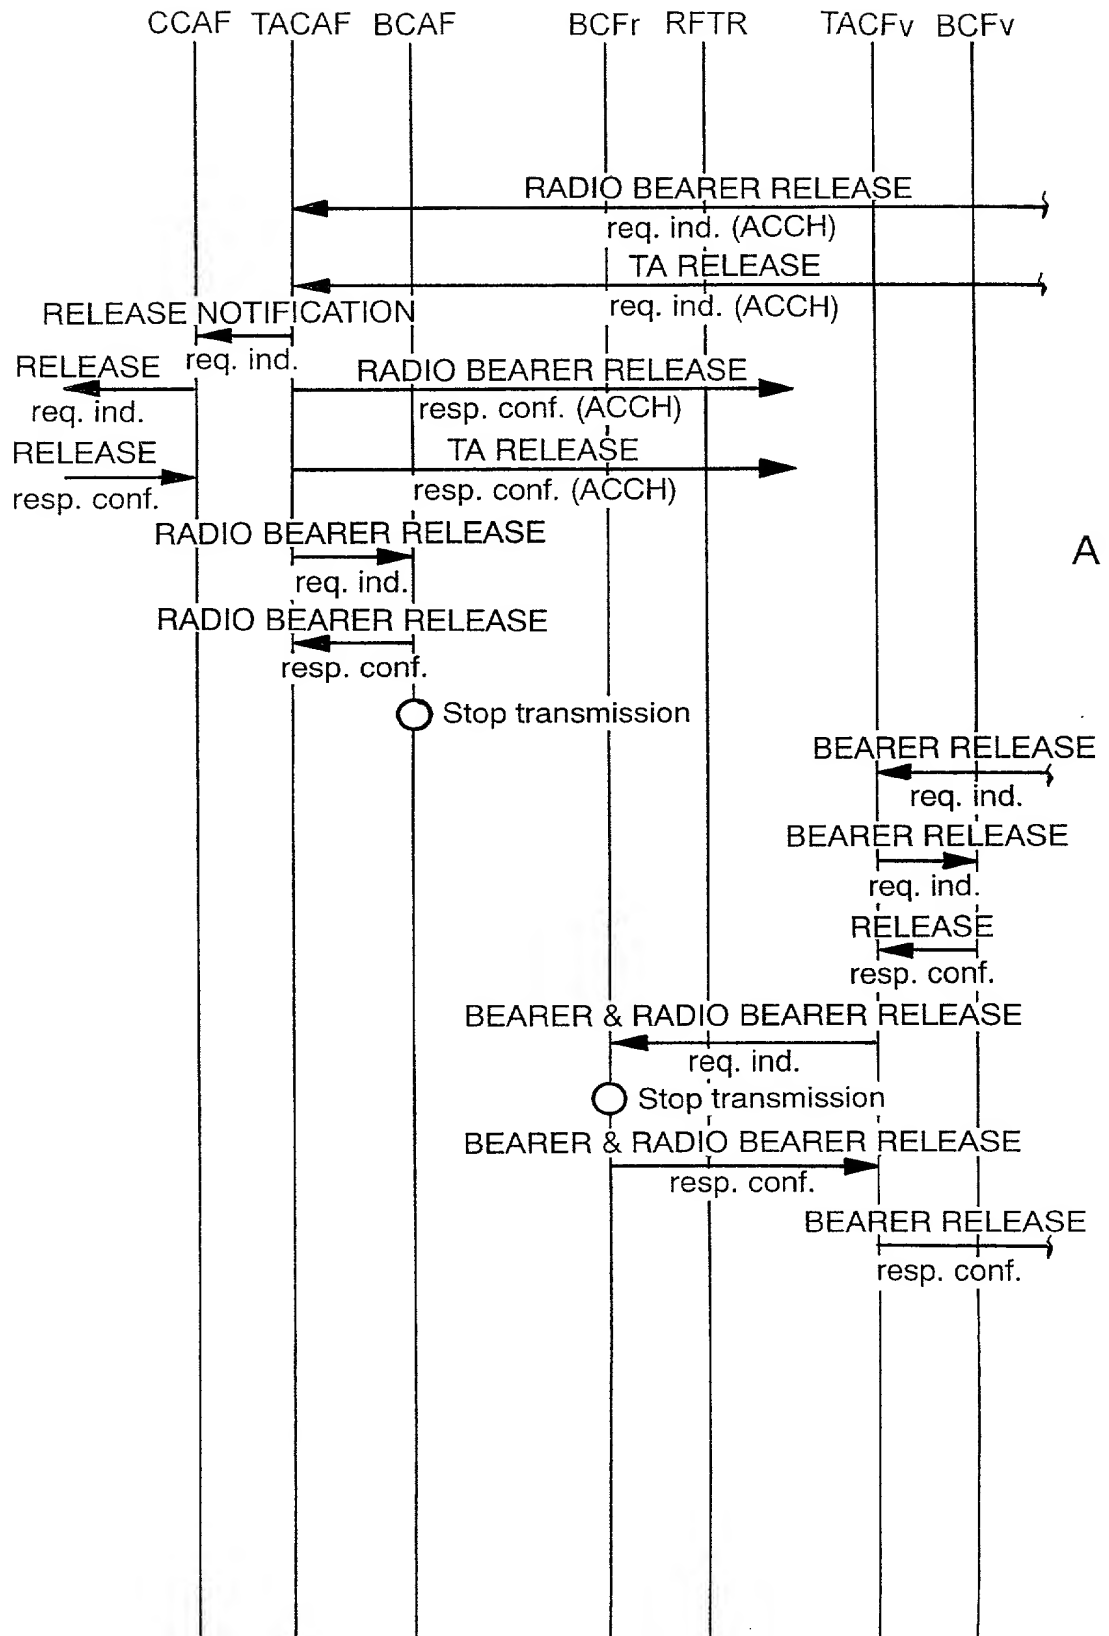 CCAF TACAF BCAF BCFr RFTR TACFv BCFv
RADIO BEARER RELEASE
req. ind. (ACCH)
TA RELEASE
req. ind. (ACCH)
RELEASE NOTIFICATION
req. ind.
RELEASE
req. ind.
RADIO BEARER RELEASE
resp. conf. (ACCH)
RELEASE
resp. conf.
TA RELEASE
resp. conf. (ACCH)
RADIO BEARER RELEASE
req. ind.
A
RADIO BEARER RELEASE
resp. conf.
Stop transmission
BEARER RELEASE
req. ind.
BEARER RELEASE
req. ind.
RELEASE
resp. conf.
BEARER & RADIO BEARER RELEASE
req. ind.
Stop transmission
BEARER & RADIO BEARER RELEASE
resp. conf.
BEARER RELEASE
resp. conf.